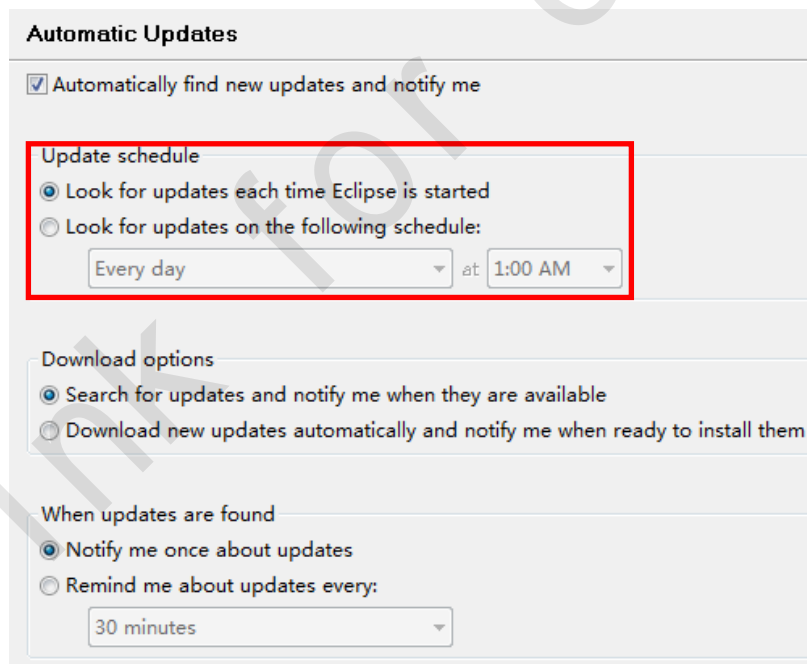 Automatic Updates
Automatically find new updates and notify me
Update schedule
Look for updates each time Eclipse is started
Look for updates on the following schedule:
Every day at 1:00 AM
Download options
Search for updates and notify me when they are available
Download new updates automatically and notify me when ready to install them
When updates are found
Notify me once about updates
Remind me about updates every:
30 minutes
ink for